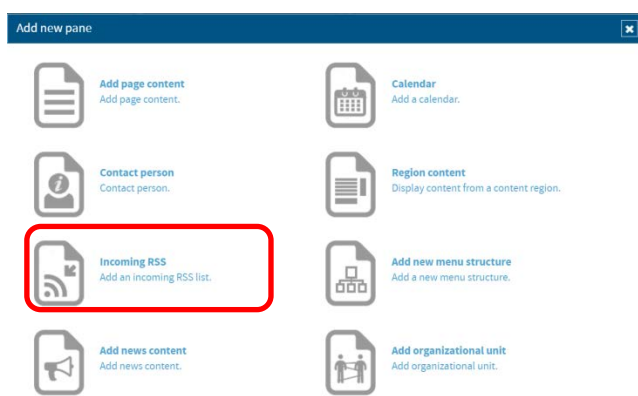 Add new pane
Add page content
Add page content.
Calendar
Add a calendar.
Contact person
Contact person.
Region content
Display content from a content region.
Incoming RSS
Add an incoming RSS list.
Add new menu structure
Add a new menu structure.
Add news content
Add news content.
Add organizational unit
Add organizational unit.